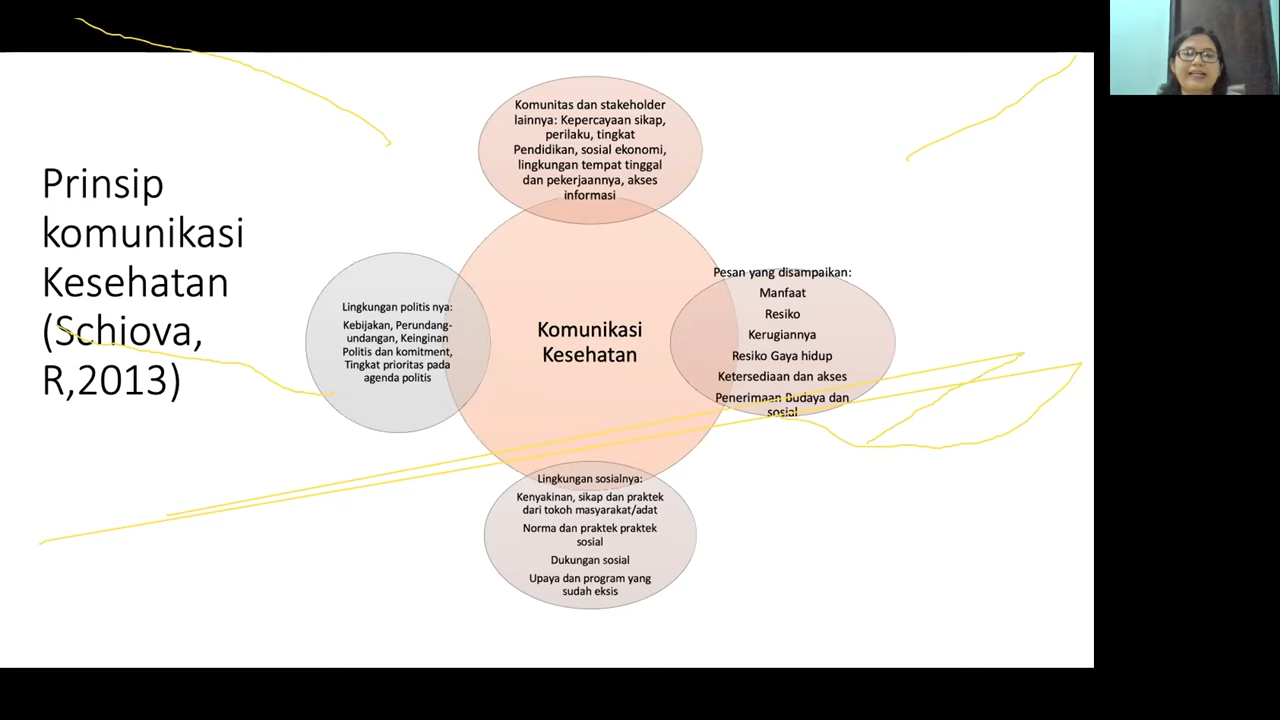 Prinsip
komunikasi
Kesehatan
(Schiova,
R,2013)
Komunitas dan stakeholder
lainnya: Kepercayaan sikap,
perilaku, tingkat
Pendidikan, sosial ekonomi,
lingkungan tempat tinggal
dan pekerjaannya, akses
informasi
Lingkungan politis nya:
Kebijakan, Perundang-
undangan, Keinginan
Politis dan komitment,
Tingkat prioritas pada
agenda politis
Komunikasi
Kesehatan
Pesan yang disampaikan:
Manfaat
Resiko
Kerugiannya
Resiko Gaya hidup
Ketersediaan dan akses
Penerimaan Budaya dan
sosial
Lingkungan sosialnya:
Kenyakinan, sikap dan praktek
dari tokoh masyarakat/adat
Norma dan praktek praktek
sosial
Dukungan sosial
Upaya dan program yang
sudah eksis